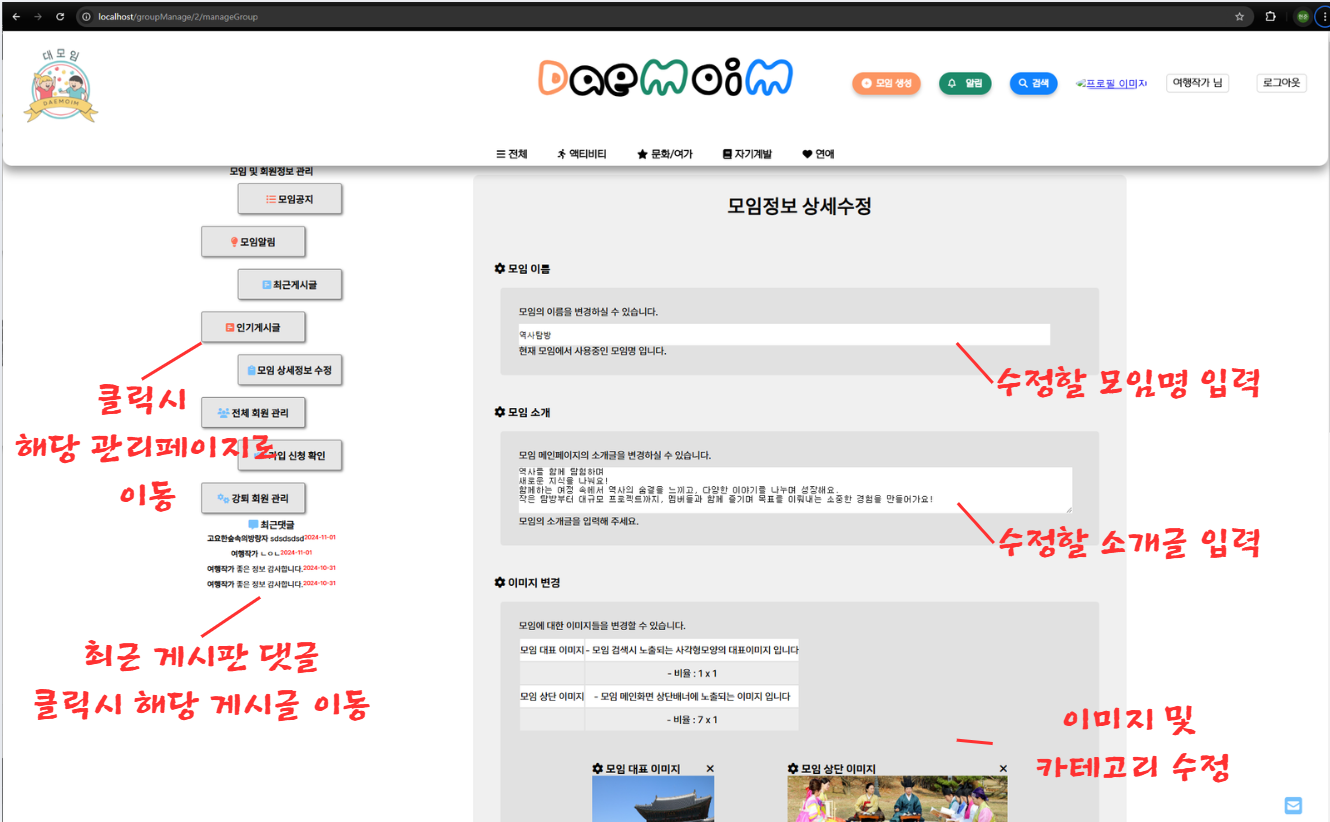 localhost/groupManage/2/manageGroup
대모임
DAEMOIM
DaeMoim
모임 생성
알림
검색
프로필 이미지
여행작가 님
로그아웃
전체
액티비티
문화/여가
자기계발
연애
모임 및 회원정보 관리
모임공지
모임알림
최근게시글
인기게시글
모임 상세정보 수정
전체 회원 관리
가입 신청 확인
강퇴 회원 관리
클릭시
해당 관리페이지로
이동
최근댓글
고요한숲속의방랑자 sdsdsdsd2024-11-01
여행작가 ㄴㅇㄴ2024-11-01
여행작가 좋은 정보 감사합니다.2024-10-31
여행작가 좋은 정보 감사합니다.2024-10-31
최근 게시판 댓글
클릭시 해당 게시글 이동
모임정보 상세수정
모임 이름
모임의 이름을 변경하실 수 있습니다.
역사탐방
현재 모임에서 사용중인 모임명 입니다.
수정할 모임명 입력
모임 소개
모임 메인페이지의 소개글을 변경하실 수 있습니다.
역사를 함께 탐험하며
새로운 지식을 나눠요!
함께하는 여정 속에서 역사의 숨결을 느끼고, 다양한 이야기를 나누며 성장해요.
작은 탐방부터 대규모 프로젝트까지, 멤버들과 함께 즐기며 목표를 이뤄내는 소중한 경험을 만들어가요!
모임의 소개글을 입력해 주세요.
수정할 소개글 입력
이미지 변경
모임에 대한 이미지들을 변경할 수 있습니다.
모임 대표 이미지 - 모임 검색시 노출되는 사각형모양의 대표이미지 입니다
- 비율 : 1 x 1
모임 상단 이미지 - 모임 메인화면 상단배너에 노출되는 이미지 입니다
- 비율 : 7 x 1
이미지 및
카테고리 수정
모임 대표 이미지
모임 상단 이미지